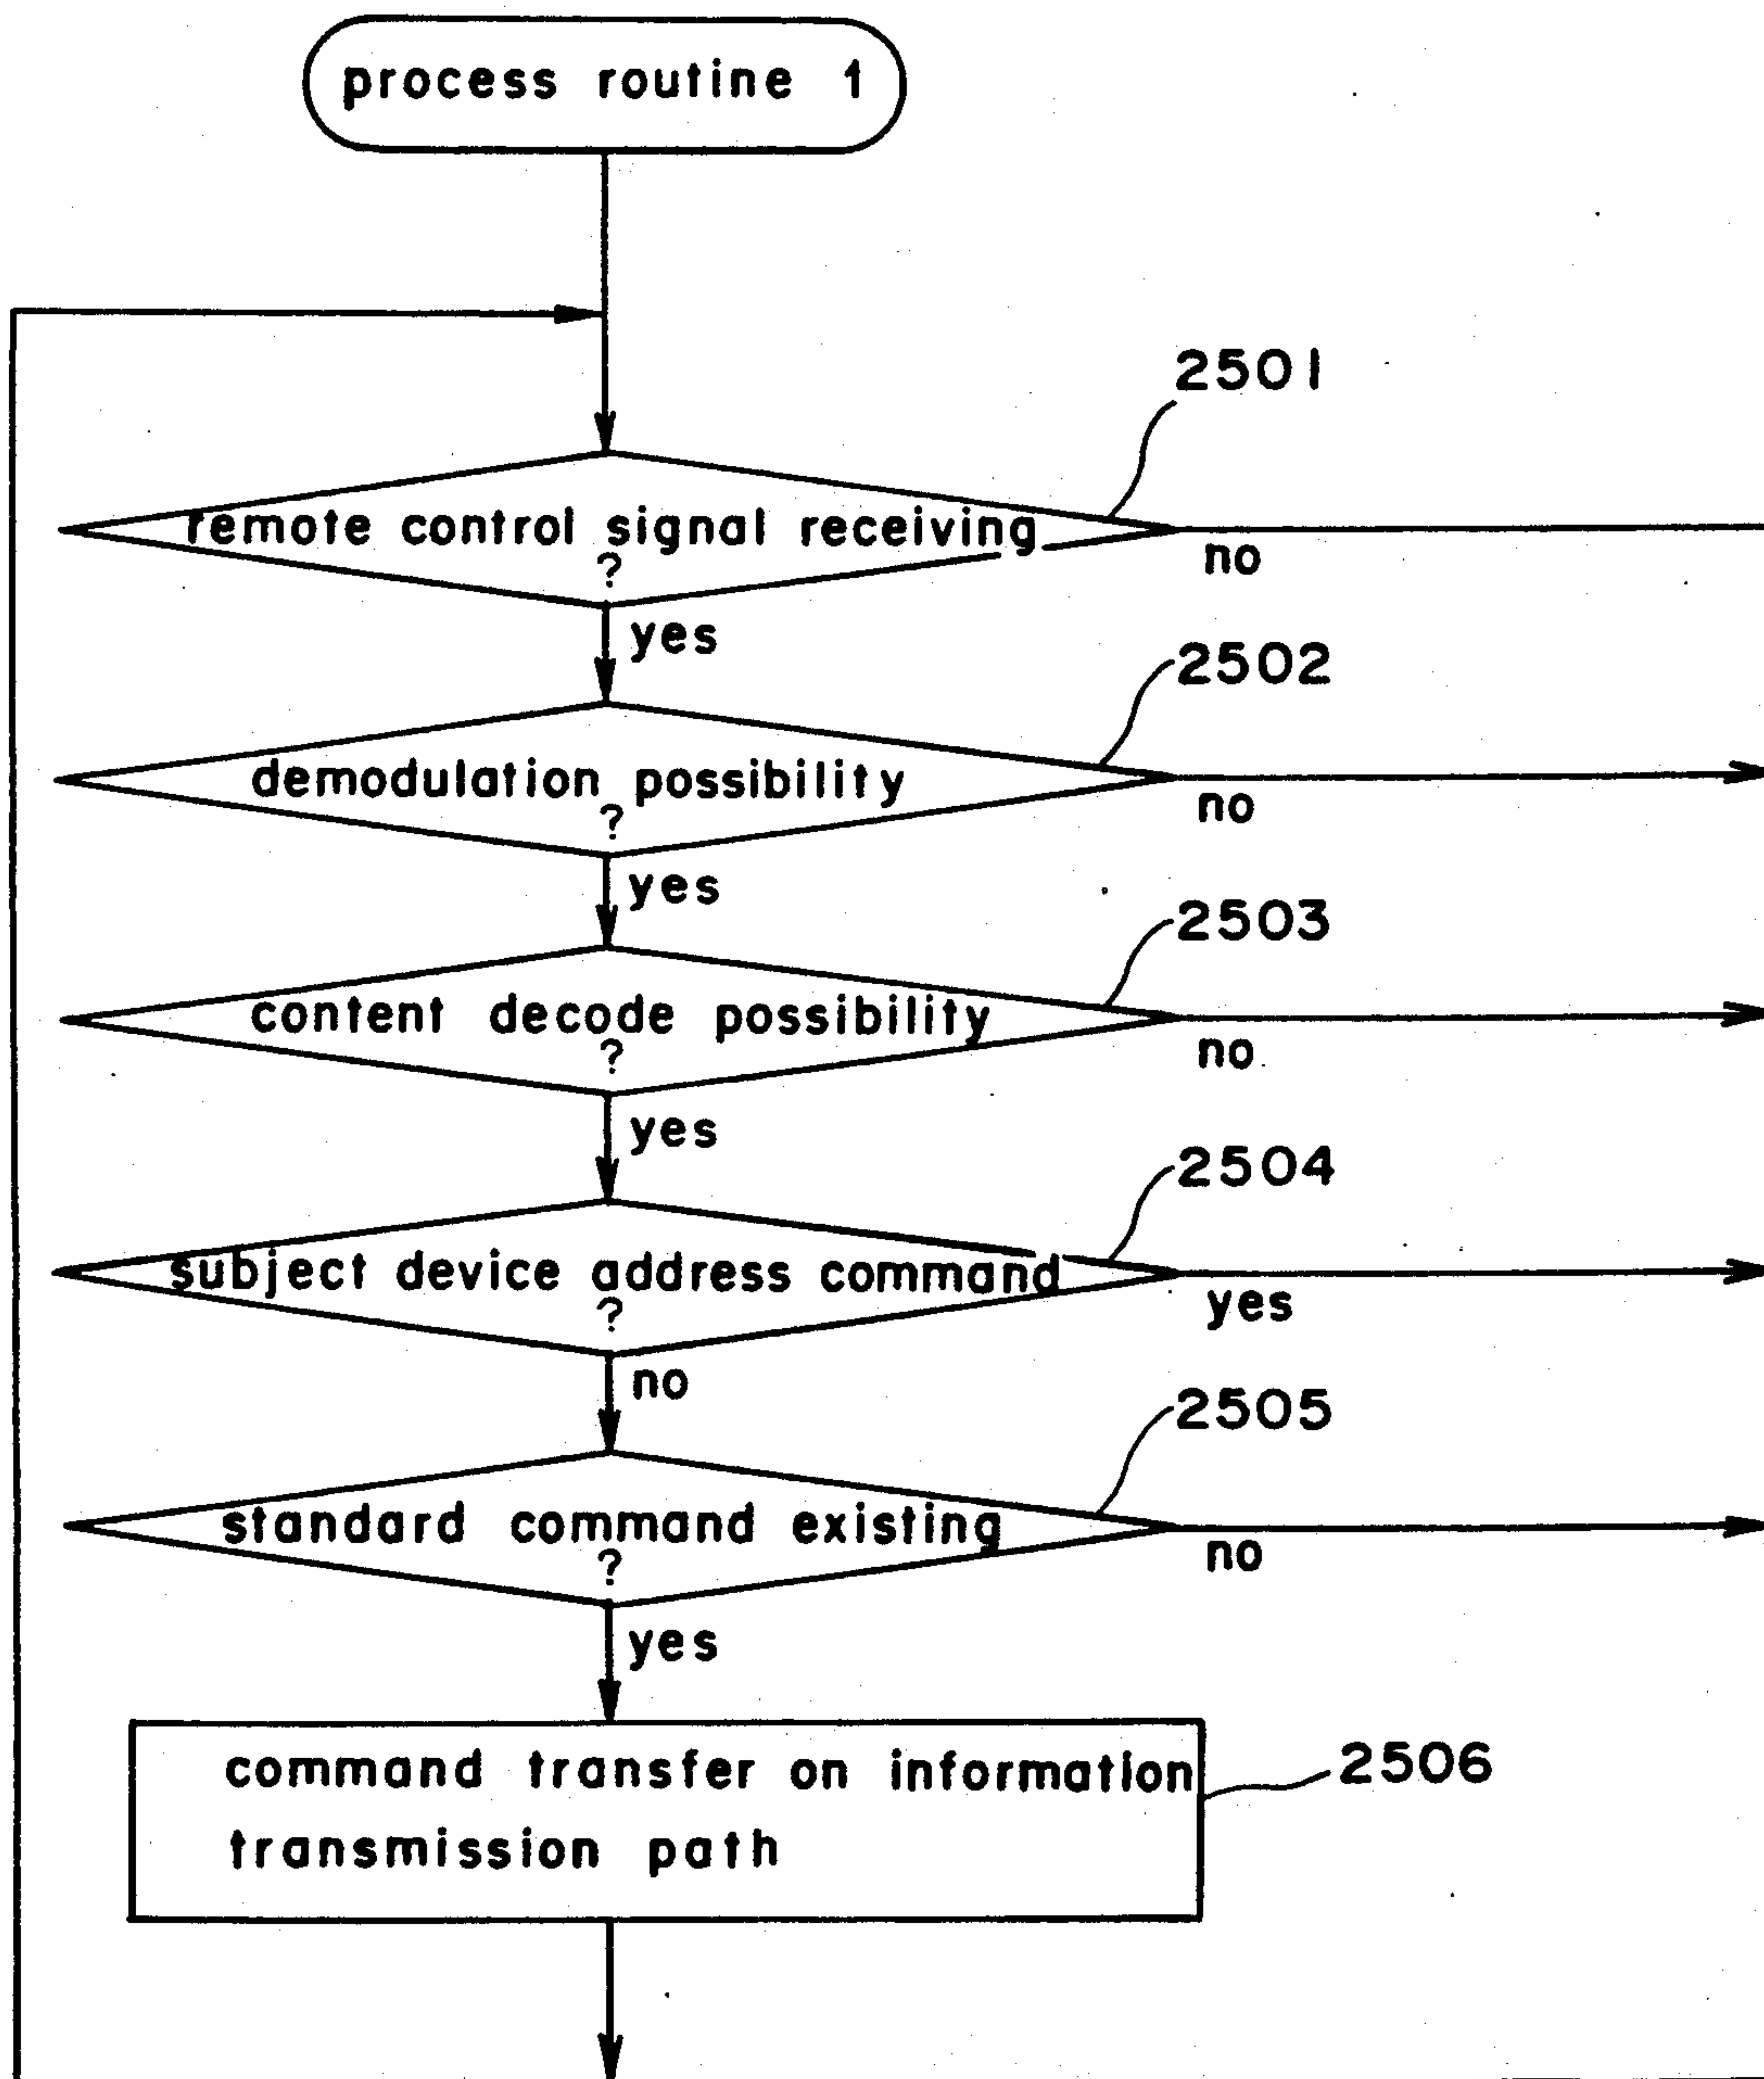 process routine 1
2501
remote control signal receiving
?
no
yes
2502
demodulation possibility
?
no
yes
2503
content decode possibility
?
no
yes
2504
subject device address command
?
yes
no
2505
standard command existing
?
no
yes
command transfer on information
transmission path
2506